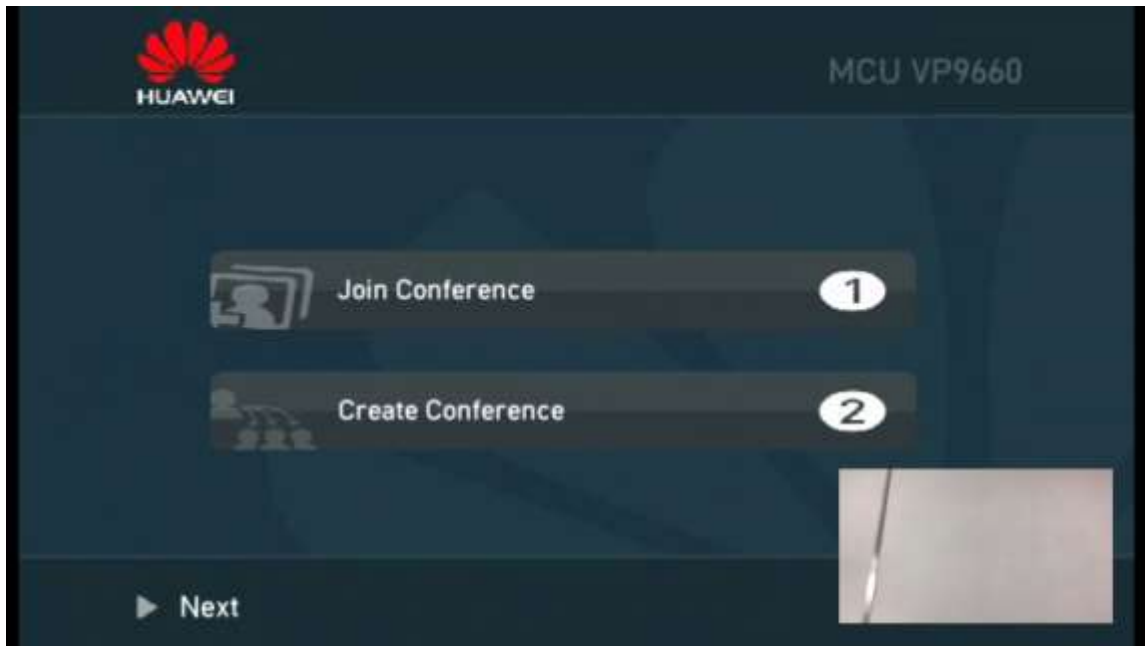 HUAWEI
MCU VP9660
Join Conference
1
Create Conference
2
Next